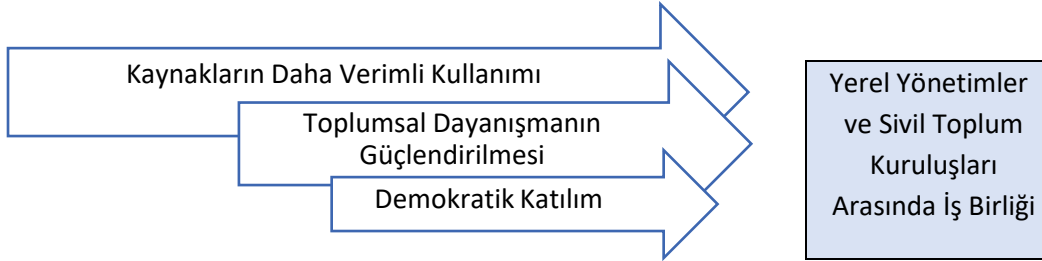 Kaynakların Daha Verimli Kullanımı
Toplumsal Dayanışmanın
Güçlendirilmesi
Demokratik Katılım
Yerel Yönetimler
ve Sivil Toplum
Kuruluşları
Arasında İş Birliği